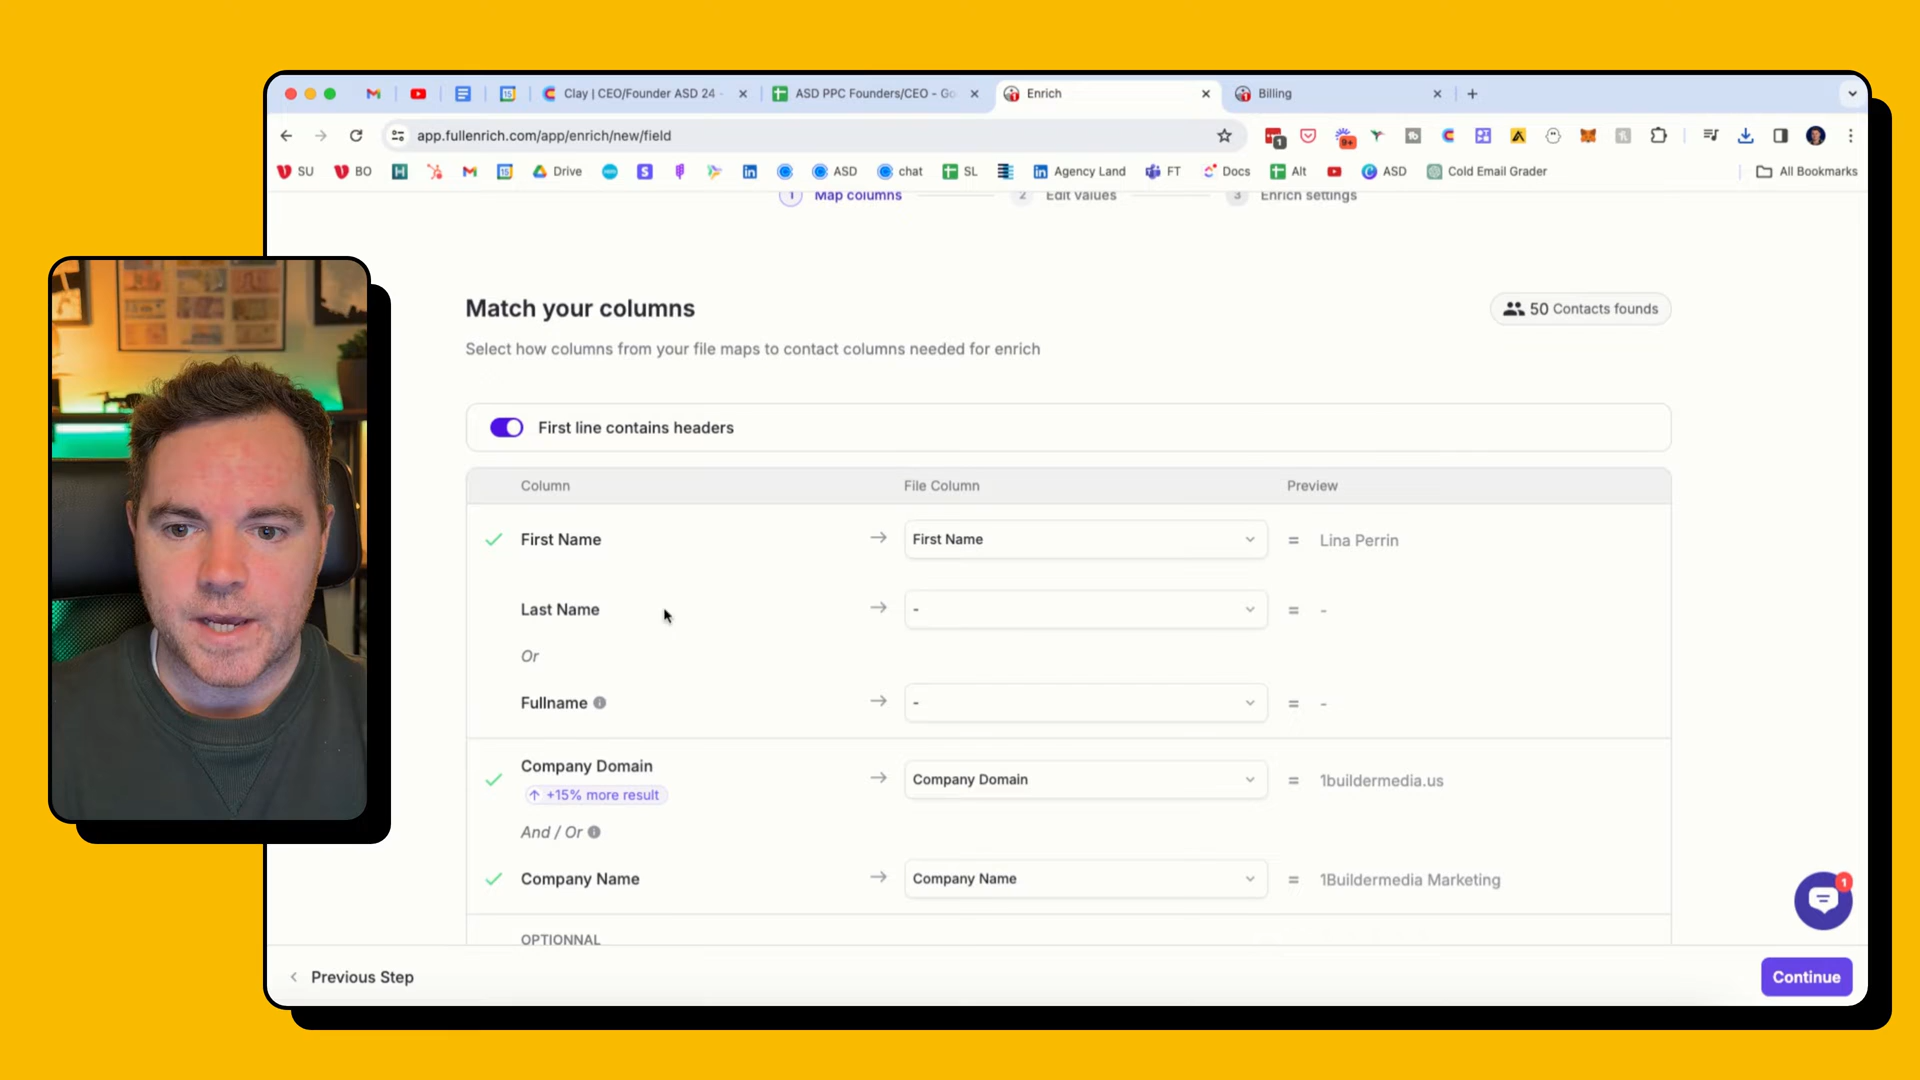 Clay | CEO/Founder ASD 24 -
ASD PPC Founders/CEO - Go
Enrich
Billing
app.fullenrich.com/app/enrich/new/field
SU
BO
Drive
ASD
chat
SL
Agency Land
FT
Docs
Alt
ASD
Cold Email Grader
All Bookmarks
1 Map columns
2 Edit values
3 Enrich settings
Match your columns
50 Contacts founds
Select how columns from your file maps to contact columns needed for enrich
First line contains headers
Column File Column Preview
First Name → First Name = Lina Perrin
Last Name → - = -
Or
Fullname → - = -
Company Domain → Company Domain = 1buildermedia.us
↑ +15% more result
And / Or
Company Name → Company Name = 1Buildermedia Marketing
OPTIONNAL
1
Previous Step
Continue